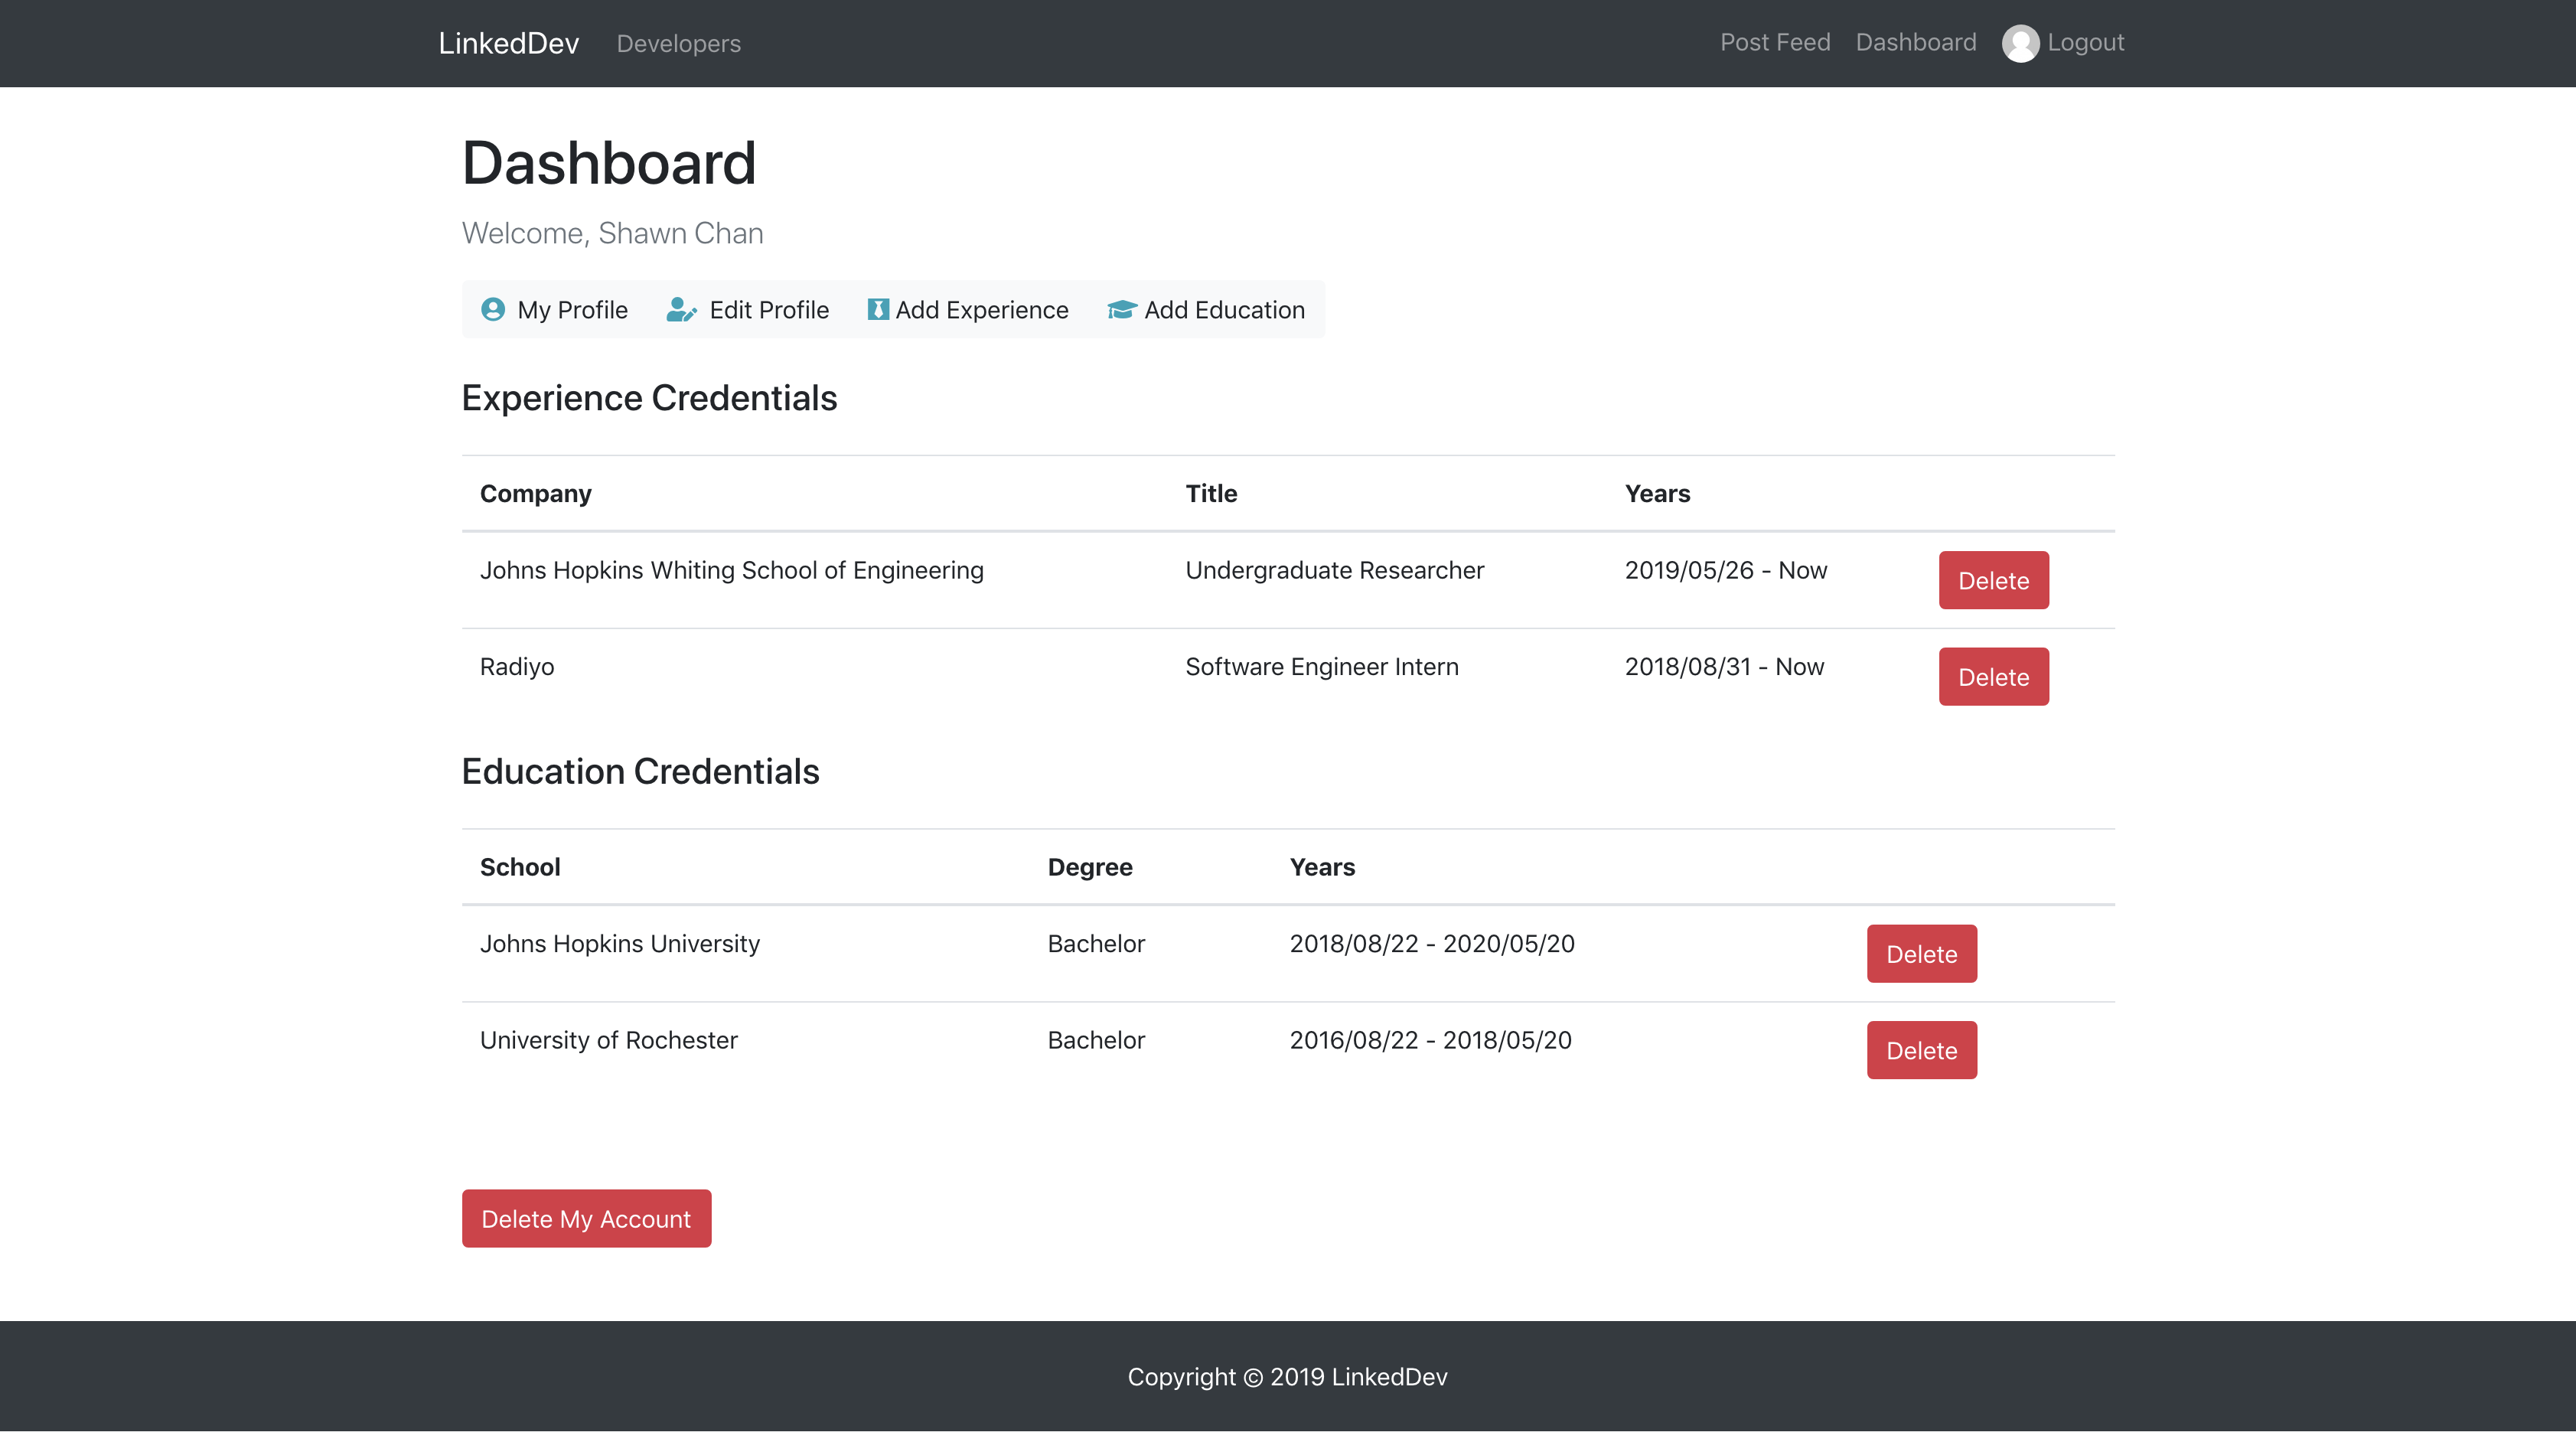 LinkedDev Developers Post Feed Dashboard Logout
Dashboard
Welcome, Shawn Chan
My Profile Edit Profile Add Experience Add Education
Experience Credentials
Company Title Years
Johns Hopkins Whiting School of Engineering Undergraduate Researcher 2019/05/26 - Now Delete
Radiyo Software Engineer Intern 2018/08/31 - Now Delete
Education Credentials
School Degree Years
Johns Hopkins University Bachelor 2018/08/22 - 2020/05/20 Delete
University of Rochester Bachelor 2016/08/22 - 2018/05/20 Delete
Delete My Account
Copyright © 2019 LinkedDev